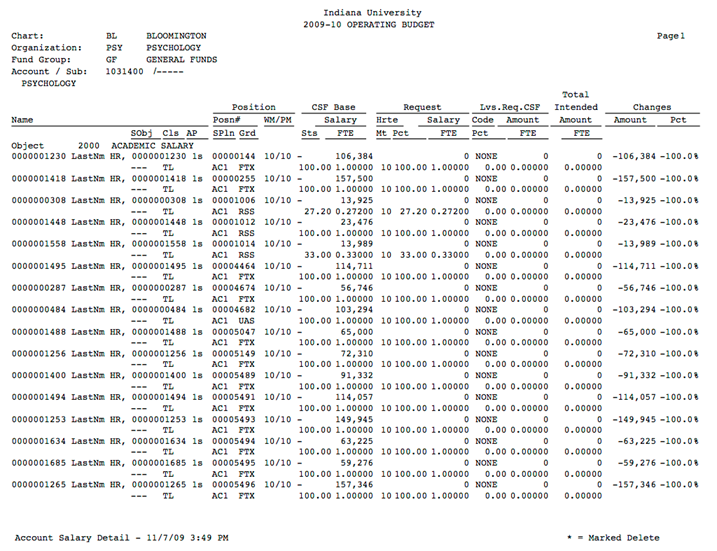 Indiana University
2009-10 OPERATING BUDGET
Chart: BL BLOOMINGTON Page1
Organization: PSY PSYCHOLOGY
Fund Group: GF GENERAL FUNDS
Account / Sub: 1031400 /-----
PSYCHOLOGY
Total
Position CSF Base Request Lvs.Req.CSF Intended Changes
Name Posn# WM/PM Salary Hrte Salary Code Amount Amount Amount Pct
SObj Cls AP SPln Grd Sts FTE Mt Pct FTE Pct FTE FTE
Object 2000 ACADEMIC SALARY
0000001230 LastNm HR, 0000001230 1s 00000144 10/10 - 106,384 0 NONE 0 0 -106,384 -100.0%
--- TL AC1 FTX 100.00 1.00000 10 100.00 1.00000 0.00 0.00000 0.00000
0000001418 LastNm HR, 0000001418 1s 00000255 10/10 - 157,500 0 NONE 0 0 -157,500 -100.0%
--- TL AC1 FTX 100.00 1.00000 10 100.00 1.00000 0.00 0.00000 0.00000
0000000308 LastNm HR, 0000000308 1s 00001006 10/10 - 13,925 0 NONE 0 0 -13,925 -100.0%
--- TL AC1 RSS 27.20 0.27200 10 27.20 0.27200 0.00 0.00000 0.00000
0000001448 LastNm HR, 0000001448 1s 00001012 10/10 - 23,476 0 NONE 0 0 -23,476 -100.0%
--- TL AC1 RSS 100.00 1.00000 10 100.00 1.00000 0.00 0.00000 0.00000
0000001558 LastNm HR, 0000001558 1s 00001014 10/10 - 13,989 0 NONE 0 0 -13,989 -100.0%
--- TL AC1 RSS 33.00 0.33000 10 33.00 0.33000 0.00 0.00000 0.00000
0000001495 LastNm HR, 0000001495 1s 00004464 10/10 - 114,711 0 NONE 0 0 -114,711 -100.0%
--- TL AC1 FTX 100.00 1.00000 10 100.00 1.00000 0.00 0.00000 0.00000
0000000287 LastNm HR, 0000000287 1s 00004674 10/10 - 56,746 0 NONE 0 0 -56,746 -100.0%
--- TL AC1 FTX 100.00 1.00000 10 100.00 1.00000 0.00 0.00000 0.00000
0000000484 LastNm HR, 0000000484 1s 00004682 10/10 - 103,294 0 NONE 0 0 -103,294 -100.0%
--- TL AC1 UAS 100.00 1.00000 10 100.00 1.00000 0.00 0.00000 0.00000
0000001488 LastNm HR, 0000001488 1s 00005047 10/10 - 65,000 0 NONE 0 0 -65,000 -100.0%
--- TL AC1 FTX 100.00 1.00000 10 100.00 1.00000 0.00 0.00000 0.00000
0000001256 LastNm HR, 0000001256 1s 00005149 10/10 - 72,310 0 NONE 0 0 -72,310 -100.0%
--- TL AC1 FTX 100.00 1.00000 10 100.00 1.00000 0.00 0.00000 0.00000
0000001400 LastNm HR, 0000001400 1s 00005489 10/10 - 91,332 0 NONE 0 0 -91,332 -100.0%
--- TL AC1 FTX 100.00 1.00000 10 100.00 1.00000 0.00 0.00000 0.00000
0000001494 LastNm HR, 0000001494 1s 00005491 10/10 - 114,057 0 NONE 0 0 -114,057 -100.0%
--- TL AC1 FTX 100.00 1.00000 10 100.00 1.00000 0.00 0.00000 0.00000
0000001253 LastNm HR, 0000001253 1s 00005493 10/10 - 149,945 0 NONE 0 0 -149,945 -100.0%
--- TL AC1 FTX 100.00 1.00000 10 100.00 1.00000 0.00 0.00000 0.00000
0000001634 LastNm HR, 0000001634 1s 00005494 10/10 - 63,225 0 NONE 0 0 -63,225 -100.0%
--- TL AC1 FTX 100.00 1.00000 10 100.00 1.00000 0.00 0.00000 0.00000
0000001685 LastNm HR, 0000001685 1s 00005495 10/10 - 59,276 0 NONE 0 0 -59,276 -100.0%
--- TL AC1 FTX 100.00 1.00000 10 100.00 1.00000 0.00 0.00000 0.00000
0000001265 LastNm HR, 0000001265 1s 00005496 10/10 - 157,346 0 NONE 0 0 -157,346 -100.0%
--- TL AC1 FTX 100.00 1.00000 10 100.00 1.00000 0.00 0.00000 0.00000
Account Salary Detail - 11/7/09 3:49 PM * = Marked Delete